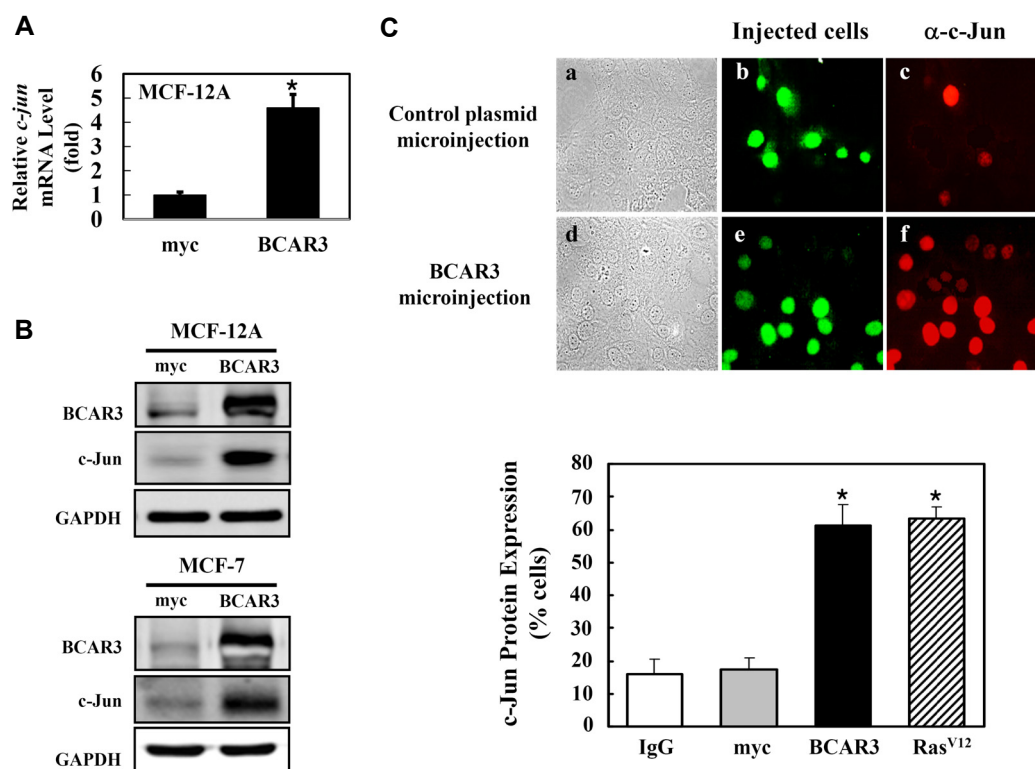 A
Relative c-jun
mRNA Level
(fold)
6
5
4
3
2
1
0
MCF-12A
*
myc
BCAR3
B
MCF-12A
myc
BCAR3
BCAR3
c-Jun
GAPDH
MCF-7
myc
BCAR3
BCAR3
c-Jun
GAPDH
C
Injected cells
α-c-Jun
Control plasmid
microinjection
a
b
c
BCAR3
microinjection
d
e
f
c-Jun Protein Expression
(% cells)
80
70
60
50
40
30
20
10
0
*
*
IgG
myc
BCAR3
RasV12